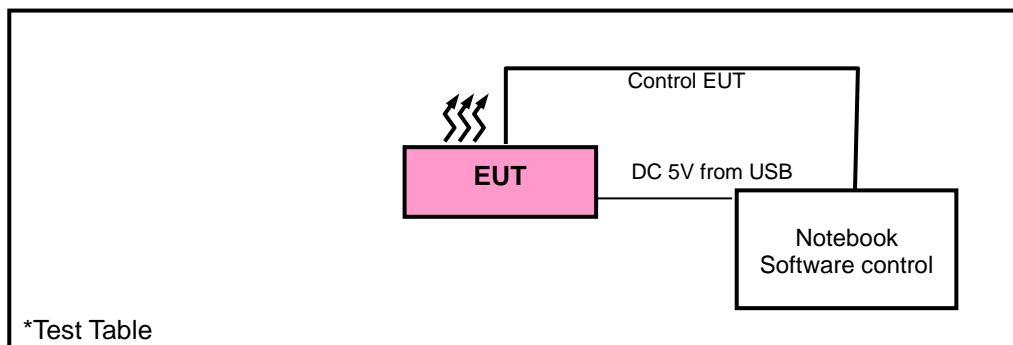 Control EUT
EUT
DC 5V from USB
Notebook
Software control
*Test Table